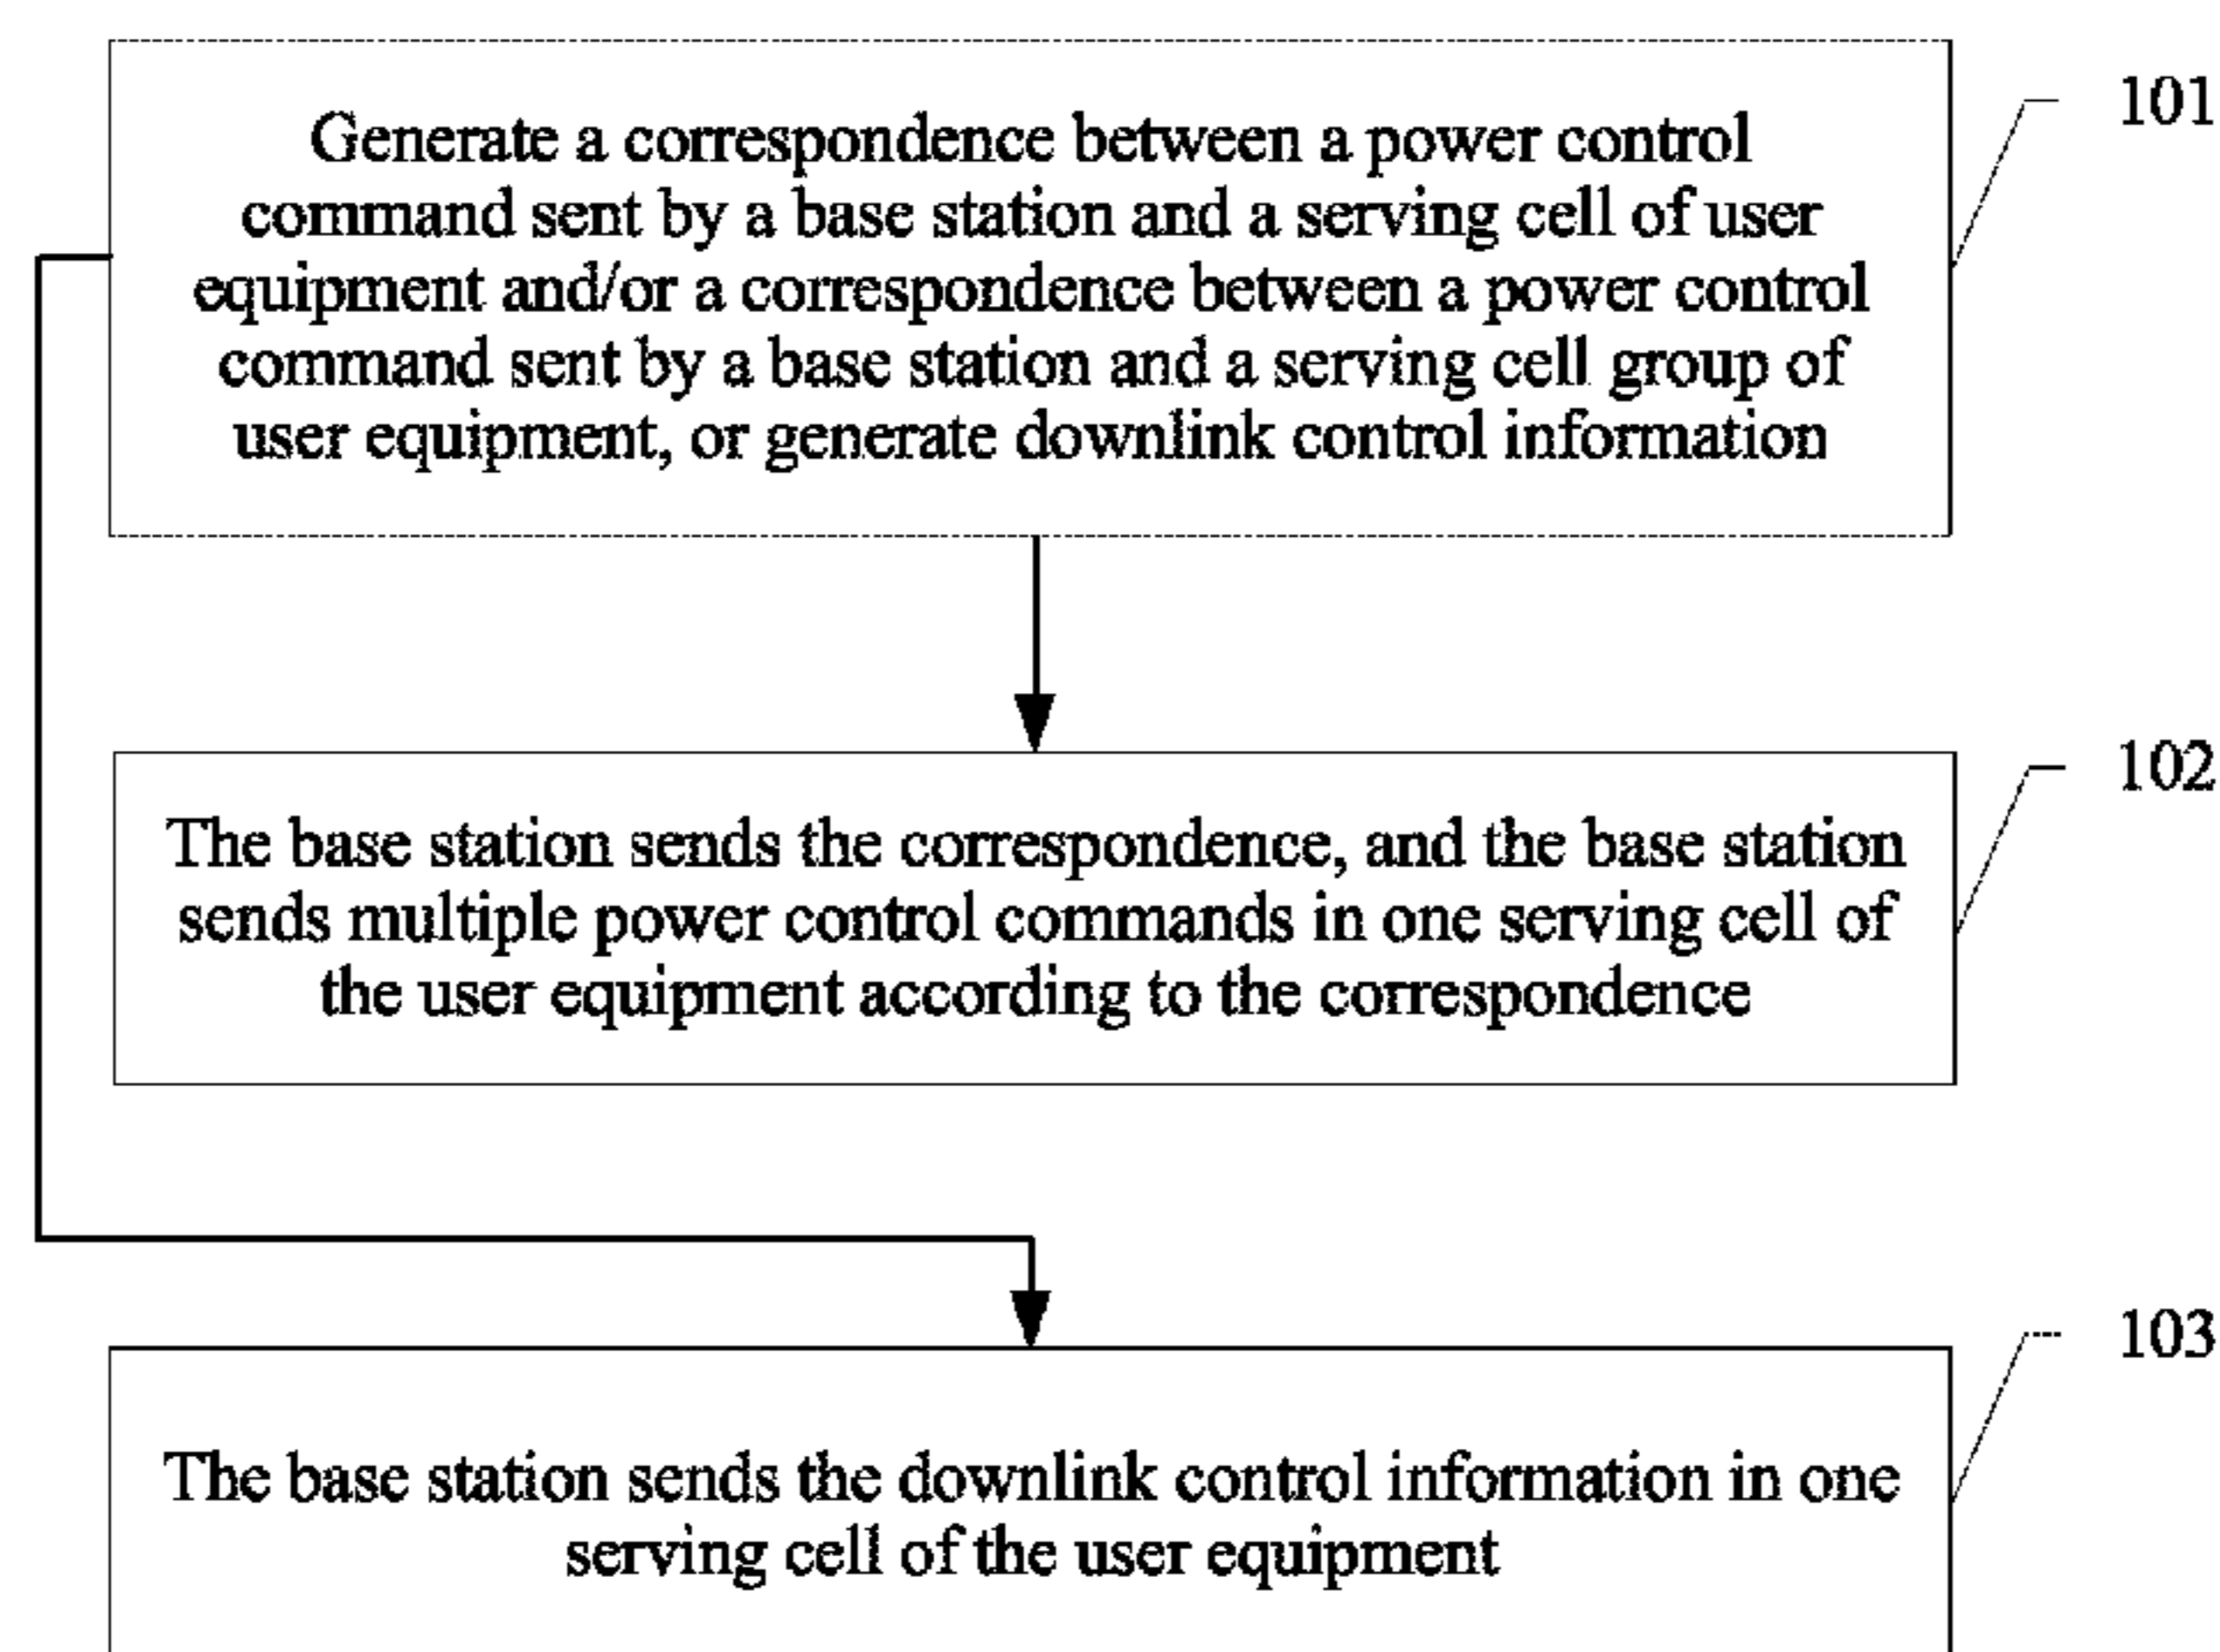 Generate a correspondence between a power control
command sent by a base station and a serving cell of user
equipment and/or a correspondence between a power control
command sent by a base station and a serving cell group of
user equipment, or generate downlink control information
101
The base station sends the correspondence, and the base station
sends multiple power control commands in one serving cell of
the user equipment according to the correspondence
102
The base station sends the downlink control information in one
serving cell of the user equipment
103